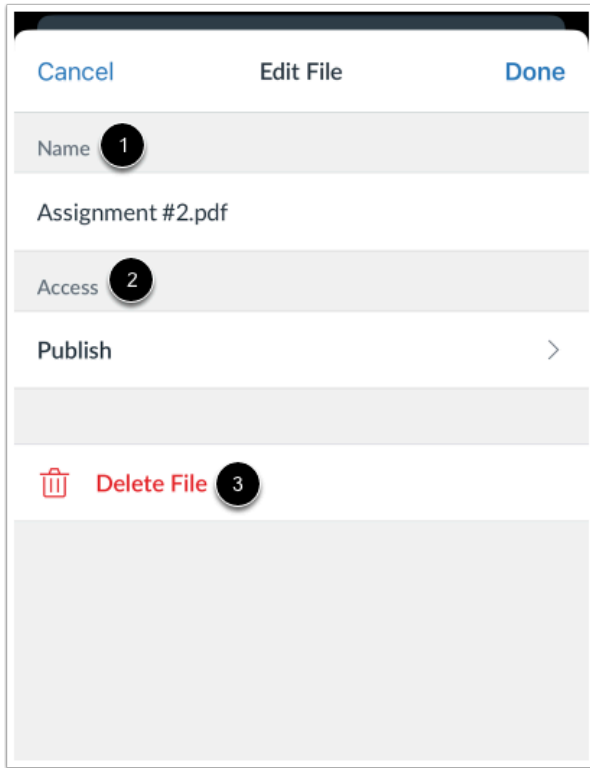 Cancel Edit File Done
Name 1
Assignment #2.pdf
Access 2
Publish
Delete File 3